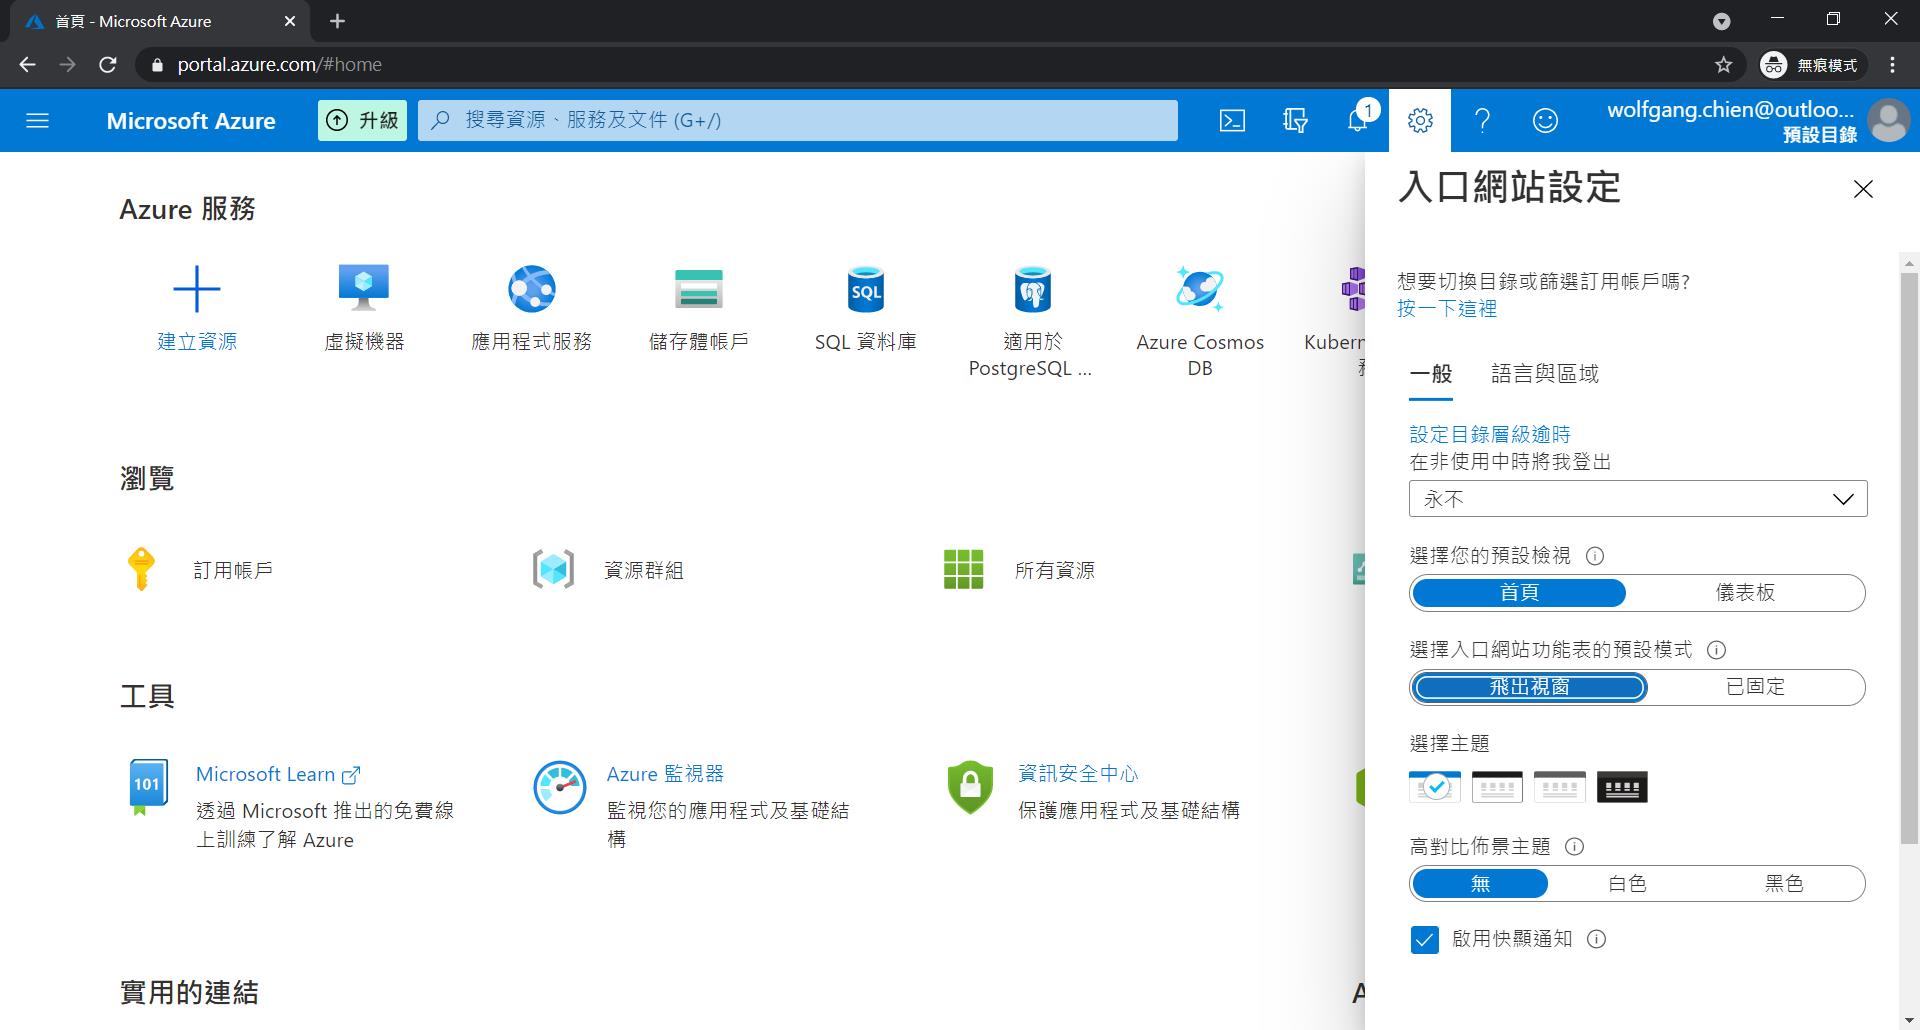 首頁 - Microsoft Azure
portal.azure.com/#home
無痕模式
Microsoft Azure
升級
搜尋資源、服務及文件 (G+/)
1
wolfgang.chien@outloo...
預設目錄
Azure 服務
建立資源
虛擬機器
應用程式服務
儲存體帳戶
SQL
SQL 資料庫
適用於
PostgreSQL ...
Azure Cosmos
DB
Kubern
瀏覽
訂用帳戶
資源群組
所有資源
工具
101
Microsoft Learn
透過 Microsoft 推出的免費線
上訓練了解 Azure
Azure 監視器
監視您的應用程式及基礎結
構
資訊安全中心
保護應用程式及基礎結構
實用的連結
A
入口網站設定
想要切換目錄或篩選訂用帳戶嗎?
按一下這裡
一般
語言與區域
設定目錄層級逾時
在非使用中時將我登出
永不
選擇您的預設檢視
首頁
儀表板
選擇入口網站功能表的預設模式
飛出視窗
已固定
選擇主題
高對比佈景主題
無
白色
黑色
啟用快顯通知